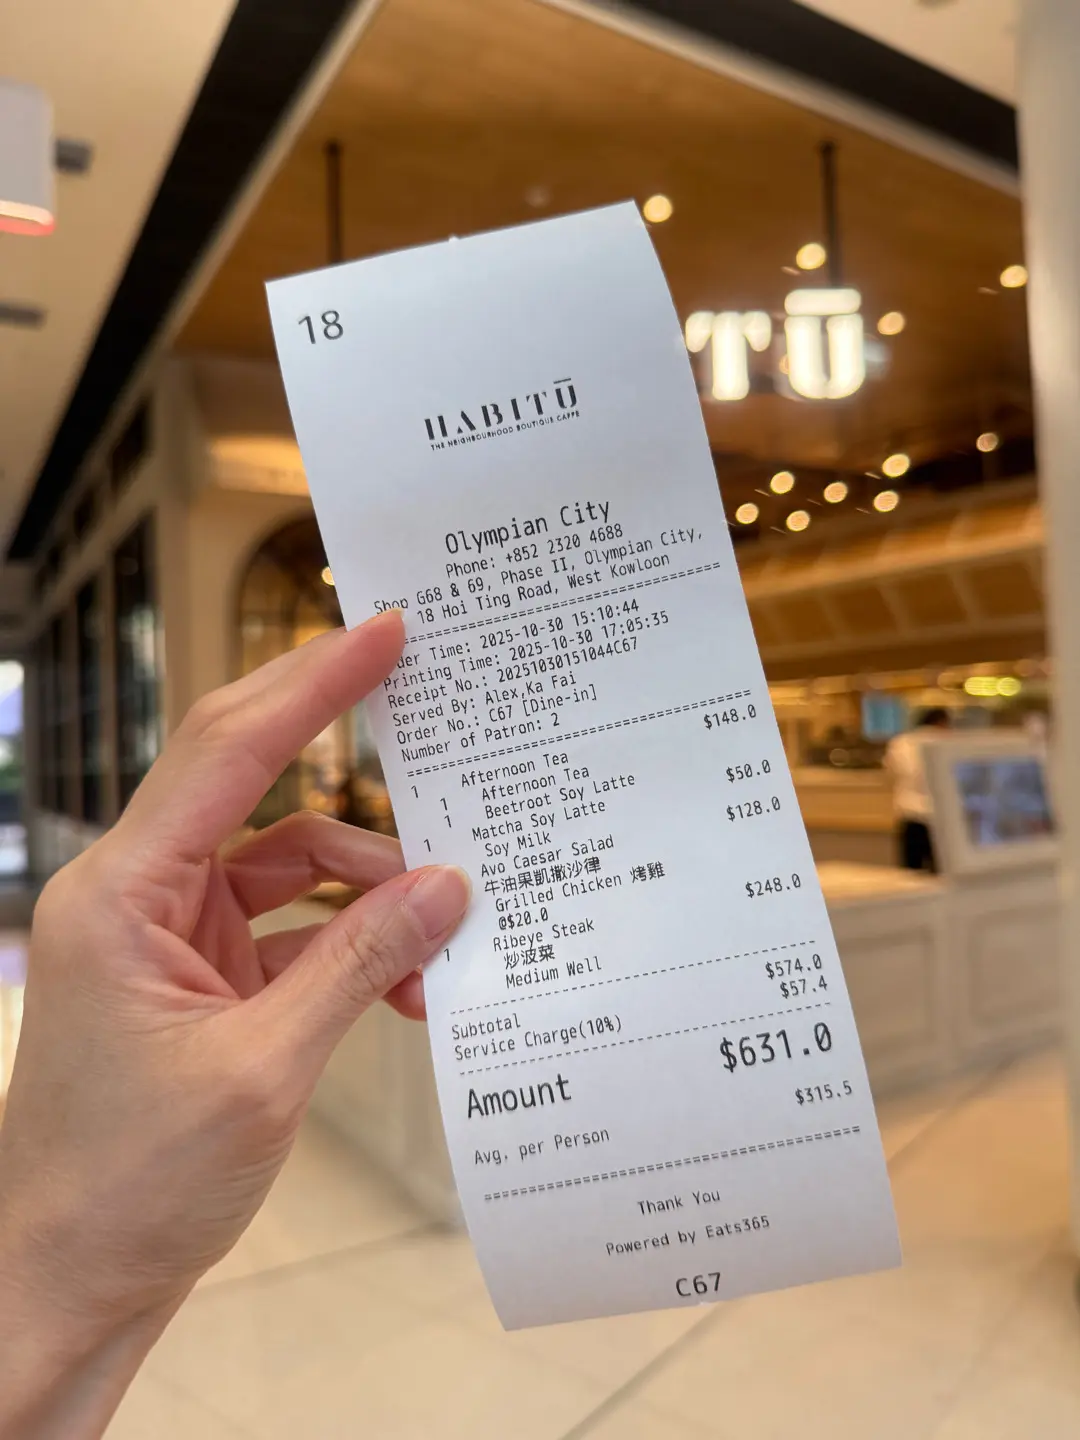 18
HABITŪ
THE NEIGHBOURHOOD BOUTIQUE CAFFE
Olympian City
Phone: +852 2320 4688
Shop G68 & 69, Phase II, Olympian City,
18 Hoi Ting Road, West Kowloon
der Time: 2025-10-30 15:10:44
Printing Time: 2025-10-30 17:05:35
Receipt No.: 20251030151044C67
Served By: Alex,Ka Fai
Order No.: C67 [Dine-in]
Number of Patron: 2
1 Afternoon Tea $148.0
1 Afternoon Tea
1 Beetroot Soy Latte
1 Matcha Soy Latte $50.0
Soy Milk
Avo Caesar Salad $128.0
牛油果凱撒沙律
Grilled Chicken 烤雞
@$20.0
1 Ribeye Steak $248.0
炒波菜
Medium Well
Subtotal $574.0
Service Charge(10%) $57.4
Amount $631.0
Avg. per Person $315.5
Thank You
Powered by Eats365
C67
TŪ